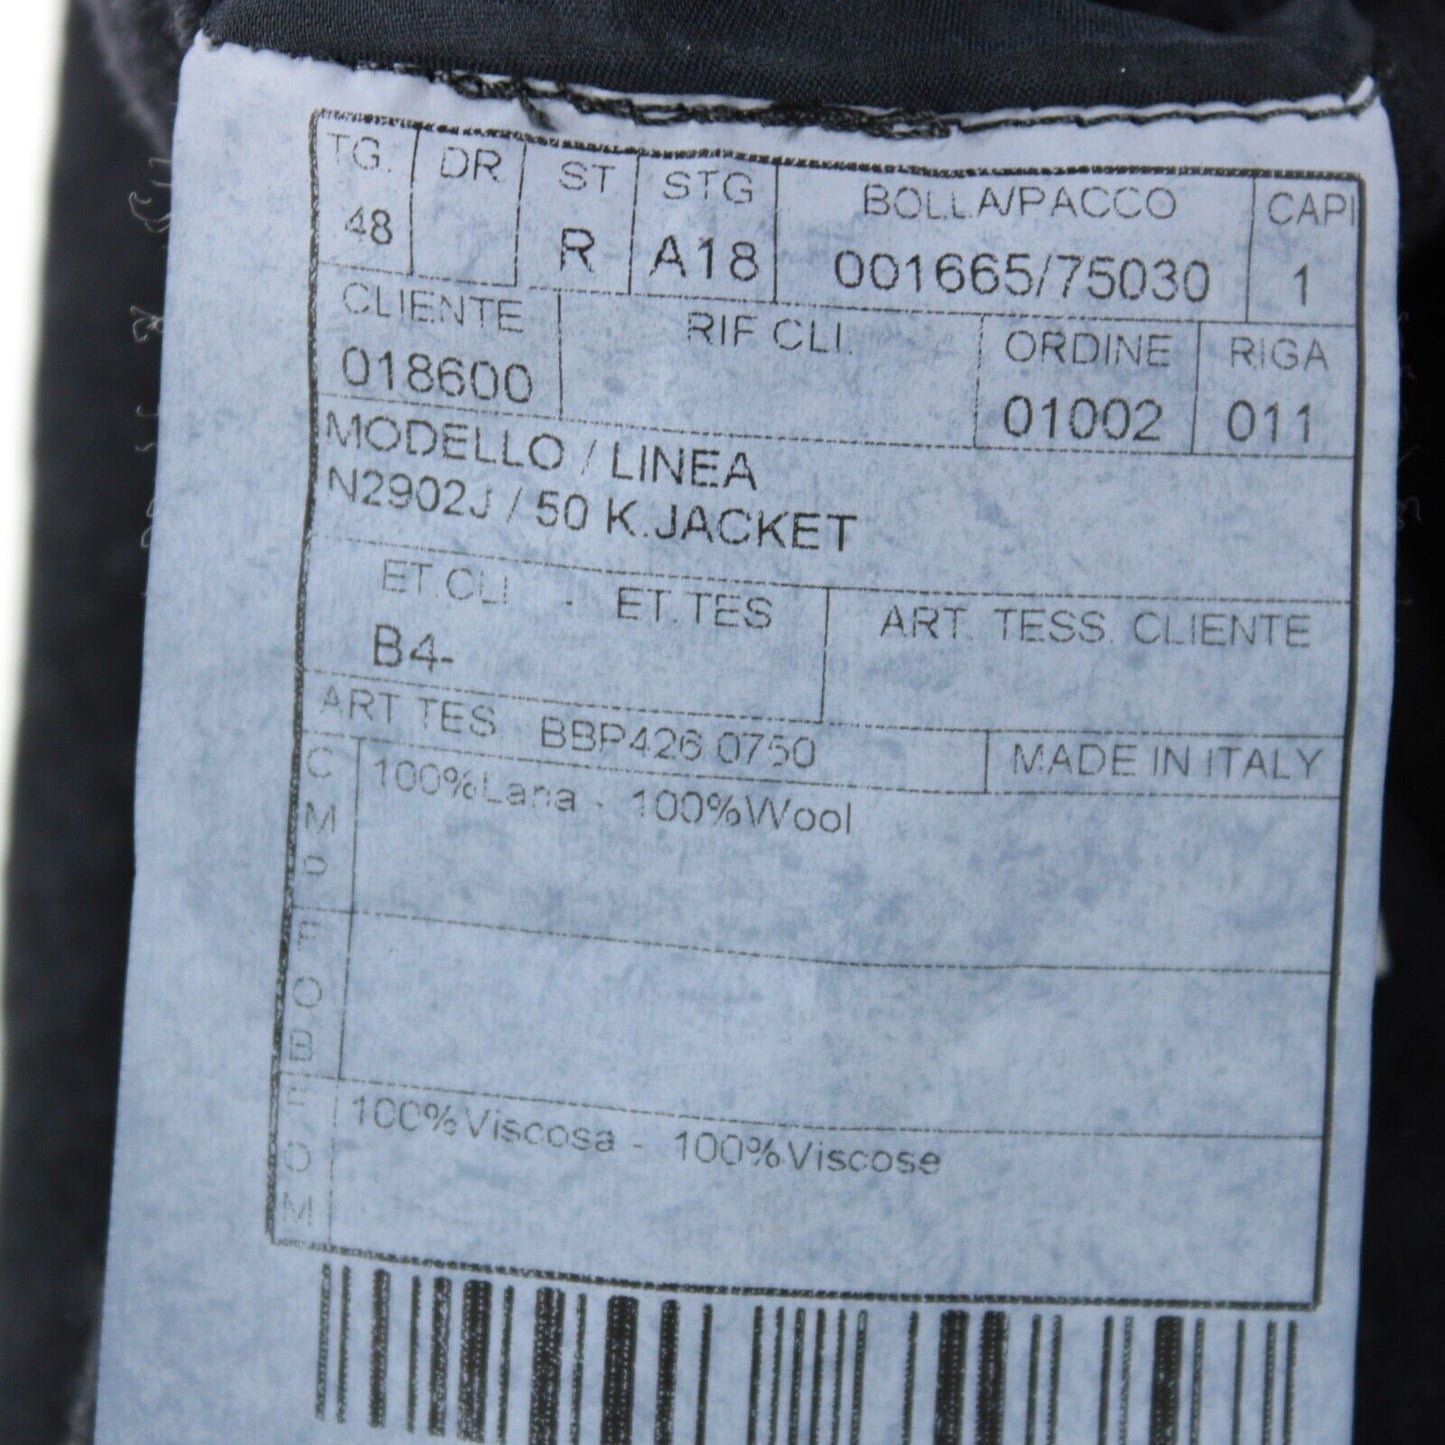 TG. DR ST STG BOLLA/PACCO CAPI
48 R A18 001665/75030 1
CLIENTE RIF CLI. ORDINE RIGA
018600 01002 011
MODELLO / LINEA
N2902J / 50 K.JACKET
ET.CLI - ET.TES ART. TESS. CLIENTE
B4-
ART TES. BBP426 0750 MADE IN ITALY
C
M
P
100%Lana - 100%Wool
F
O
B
F
O
M
100%Viscosa - 100%Viscose